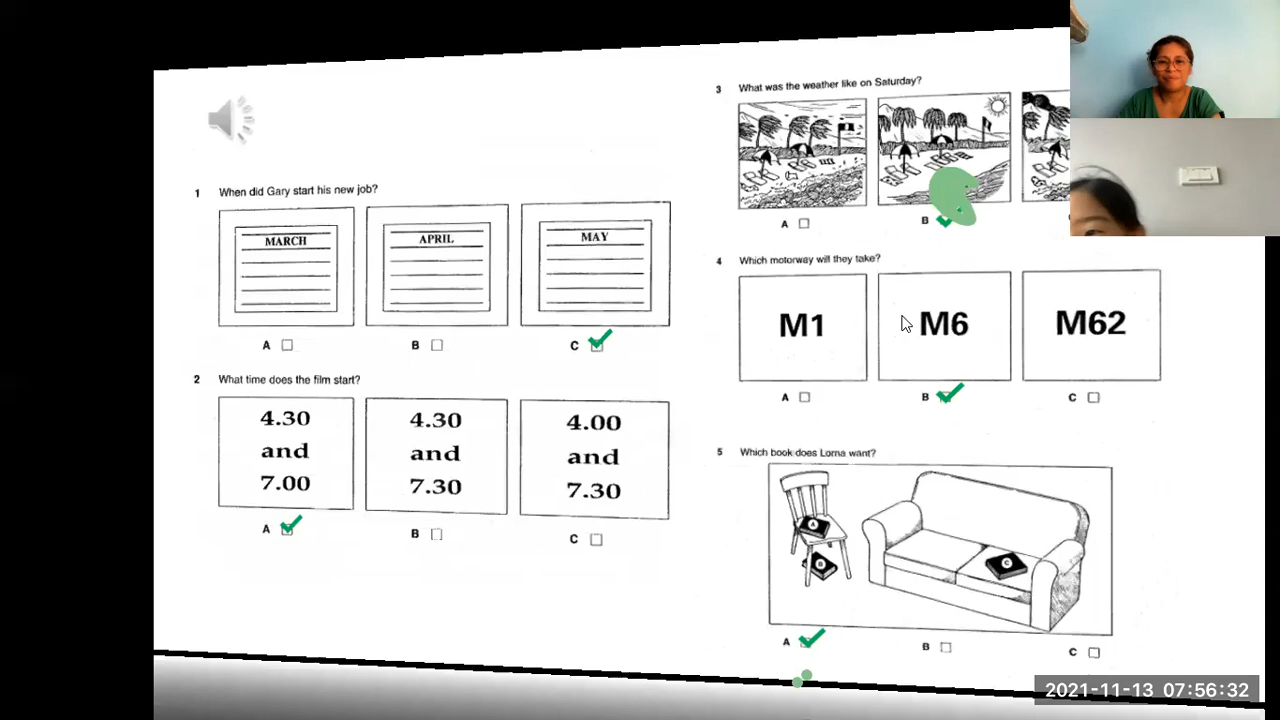 1 When did Gary start his new job?
MARCH
APRIL
MAY
A
B
C
2 What time does the film start?
4.30
and
7.00
4.30
and
7.30
4.00
and
7.30
A
B
C
3 What was the weather like on Saturday?
A
B
4 Which motorway will they take?
M1
M6
M62
A
B
C
5 Which book does Lorna want?
A
B
C
A
B
C
2021-11-13 07:56:32